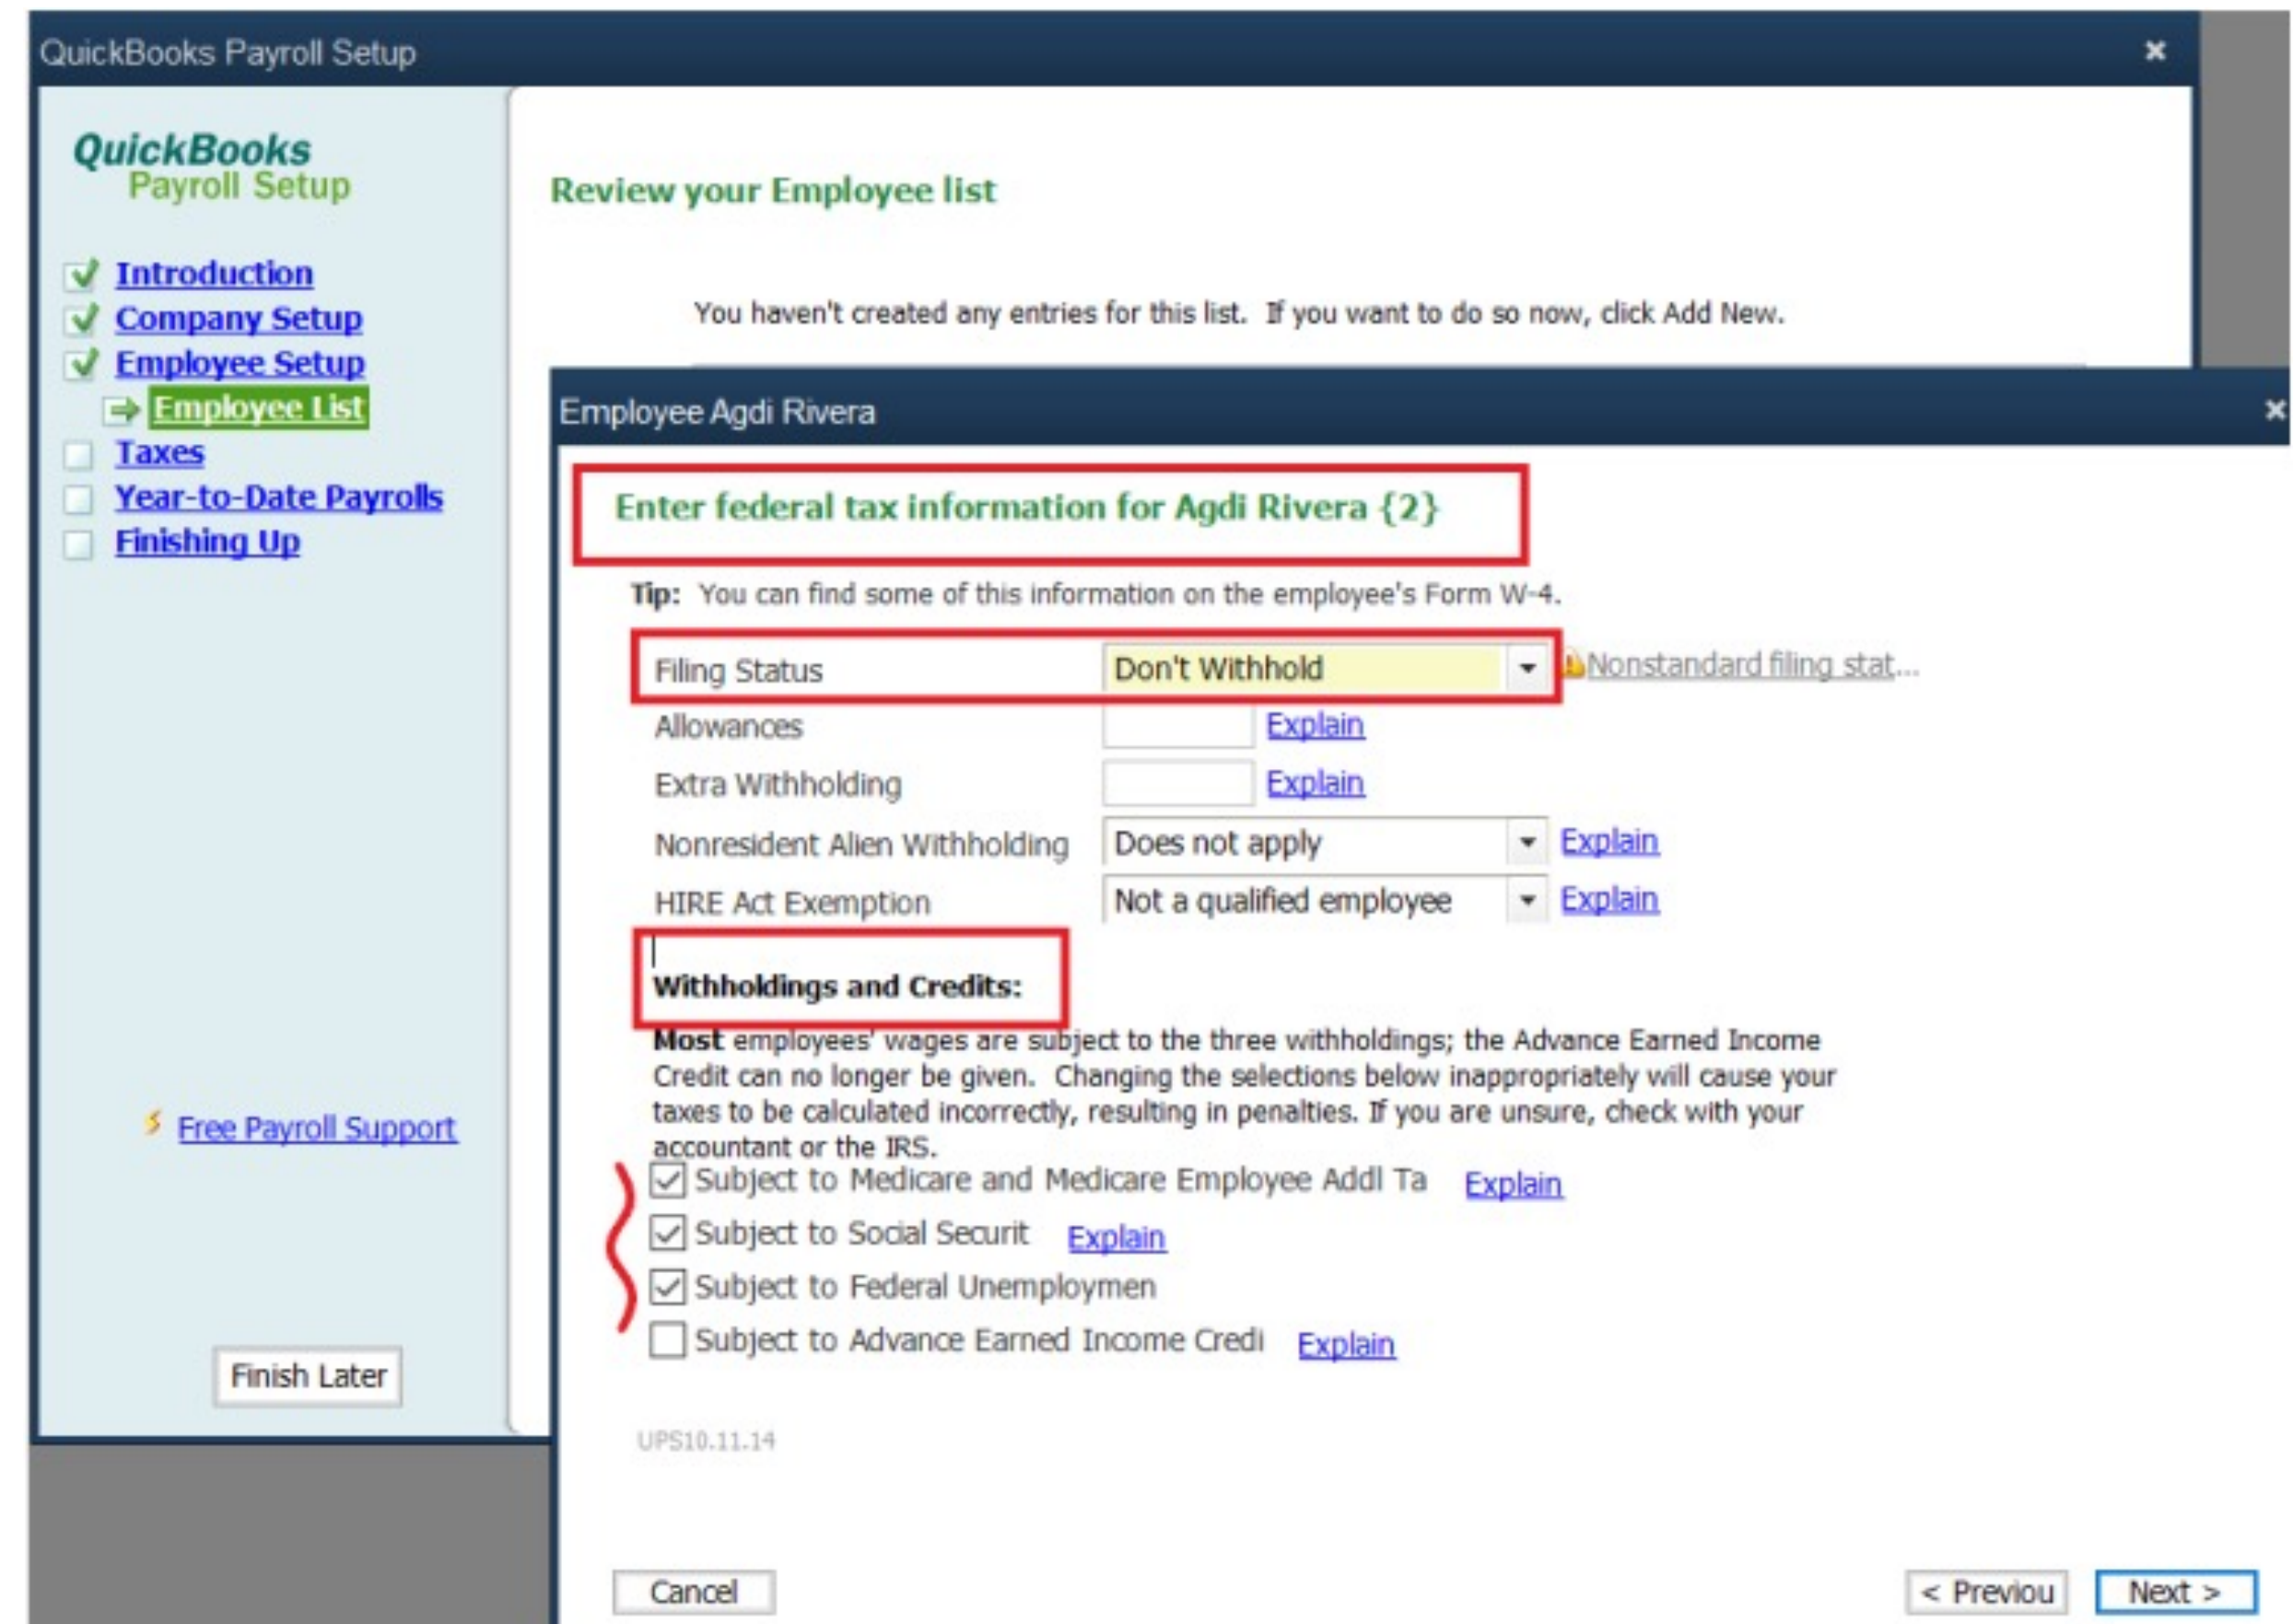 QuickBooks Payroll Setup
QuickBooks
Payroll Setup
Introduction
Company Setup
Employee Setup
Employee List
Taxes
Year-to-Date Payrolls
Finishing Up
Free Payroll Support
Finish Later
Review your Employee list
You haven't created any entries for this list. If you want to do so now, click Add New.
Employee Agdi Rivera
Enter federal tax information for Agdi Rivera {2}
Tip: You can find some of this information on the employee's Form W-4.
Filing Status Don't Withhold Nonstandard filing stat...
Allowances Explain
Extra Withholding Explain
Nonresident Alien Withholding Does not apply Explain
HIRE Act Exemption Not a qualified employee Explain
Withholdings and Credits:
Most employees' wages are subject to the three withholdings; the Advance Earned Income
Credit can no longer be given. Changing the selections below inappropriately will cause your
taxes to be calculated incorrectly, resulting in penalties. If you are unsure, check with your
accountant or the IRS.
Subject to Medicare and Medicare Employee Addl Ta Explain
Subject to Social Securit Explain
Subject to Federal Unemploymen
Subject to Advance Earned Income Credi Explain
UPS10.11.14
Cancel < Previou Next >